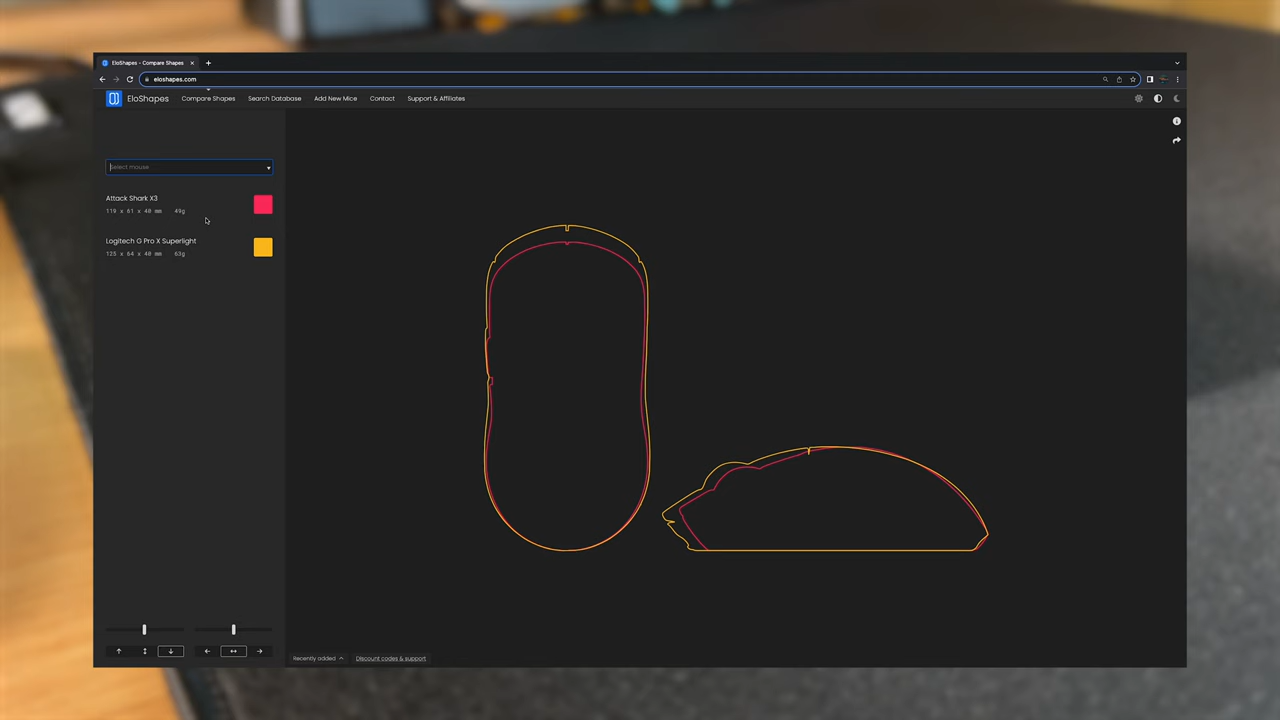 EloShapes - Compare Shapes
eloshapes.com
EloShapes
Compare Shapes
Search Database
Add New Mice
Contact
Support & Affiliates
Select mouse
Attack Shark X3
119 x 61 x 40 mm 49g
Logitech G Pro X Superlight
125 x 64 x 40 mm 63g
Recently added
Discount codes & support